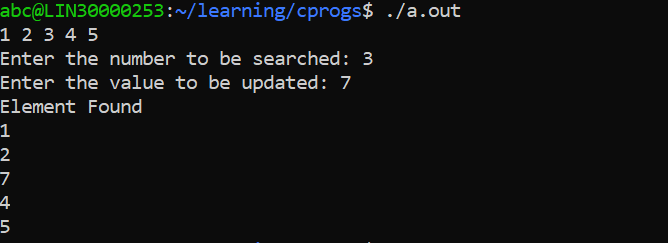 abc@LIN30000253:~/learning/cprogs$ ./a.out
1 2 3 4 5
Enter the number to be searched: 3
Enter the value to be updated: 7
Element Found
1
2
7
4
5